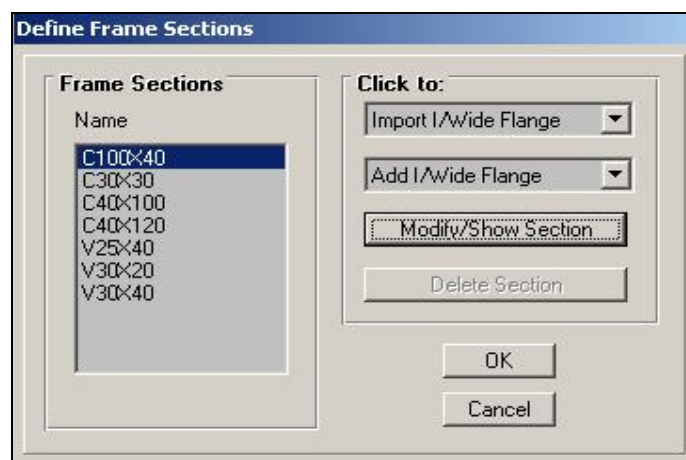 Define Frame Sections
Frame Sections
Name
C100X40
C30X30
C40X100
C40X120
V25X40
V30X20
V30X40
Click to:
Import I/Wide Flange
Add I/Wide Flange
Modify/Show Section
Delete Section
OK
Cancel